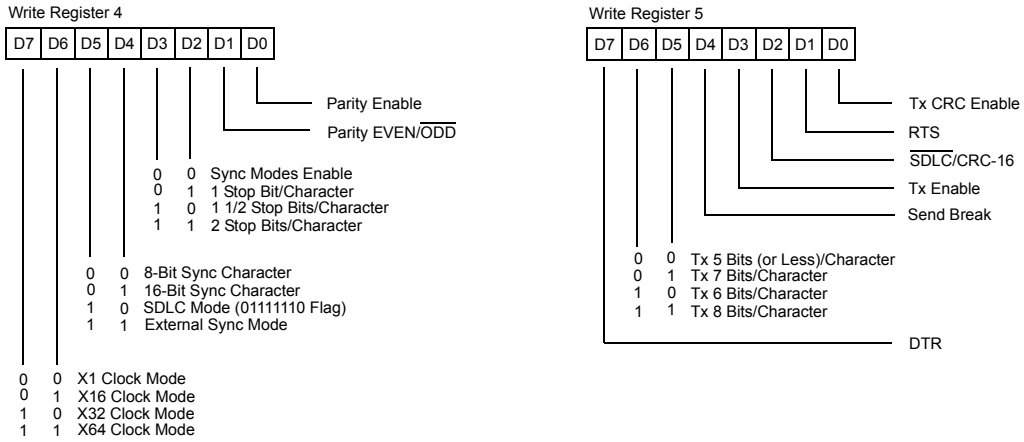 Write Register 4
D7 D6 D5 D4 D3 D2 D1 D0
Parity Enable
Parity EVEN/ODD
0 0 Sync Modes Enable
0 1 1 Stop Bit/Character
1 0 1 1/2 Stop Bits/Character
1 1 2 Stop Bits/Character
0 0 8-Bit Sync Character
0 1 16-Bit Sync Character
1 0 SDLC Mode (01111110 Flag)
1 1 External Sync Mode
0 0 X1 Clock Mode
0 1 X16 Clock Mode
1 0 X32 Clock Mode
1 1 X64 Clock Mode
Write Register 5
D7 D6 D5 D4 D3 D2 D1 D0
Tx CRC Enable
RTS
SDLC/CRC-16
Tx Enable
Send Break
0 0 Tx 5 Bits (or Less)/Character
0 1 Tx 7 Bits/Character
1 0 Tx 6 Bits/Character
1 1 Tx 8 Bits/Character
DTR